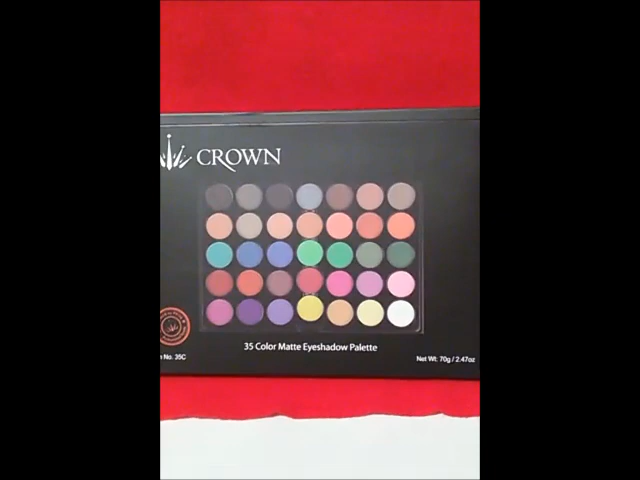 CROWN
35 Color Matte Eyeshadow Palette
No. 35C
Net Wt: 70g / 2.47oz